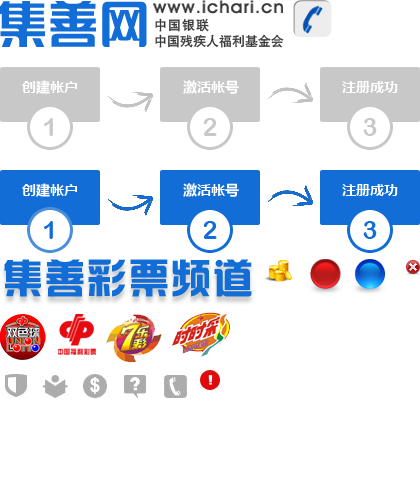 集善网
www.ichari.cn
中国银联
中国残疾人福利基金会
创建帐户 激活帐号 注册成功
1 2 3
创建帐户 激活帐号 注册成功
1 2 3
集善彩票频道
双色球
UNION
LOTTO
中国福利彩票
7乐彩
时时乐
$ ? !